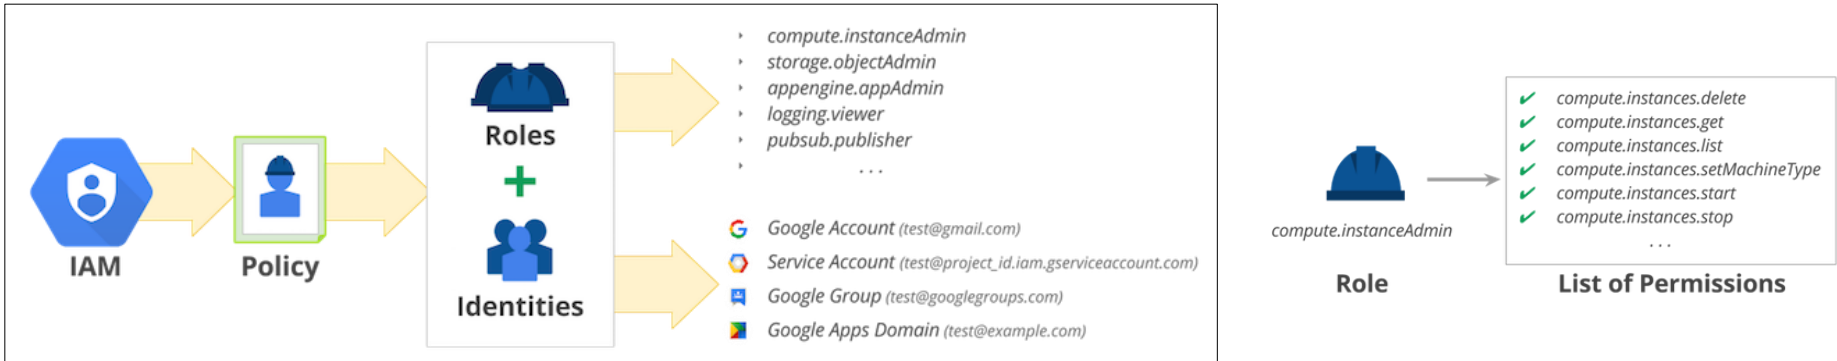 IAM
Policy
Roles
+
Identities
compute.instanceAdmin
storage.objectAdmin
appengine.appAdmin
logging.viewer
pubsub.publisher
...
Google Account (test@gmail.com)
Service Account (test@project_id.iam.gserviceaccount.com)
Google Group (test@googlegroups.com)
Google Apps Domain (test@example.com)
compute.instanceAdmin
Role
compute.instances.delete
compute.instances.get
compute.instances.list
compute.instances.setMachineType
compute.instances.start
compute.instances.stop
...
List of Permissions